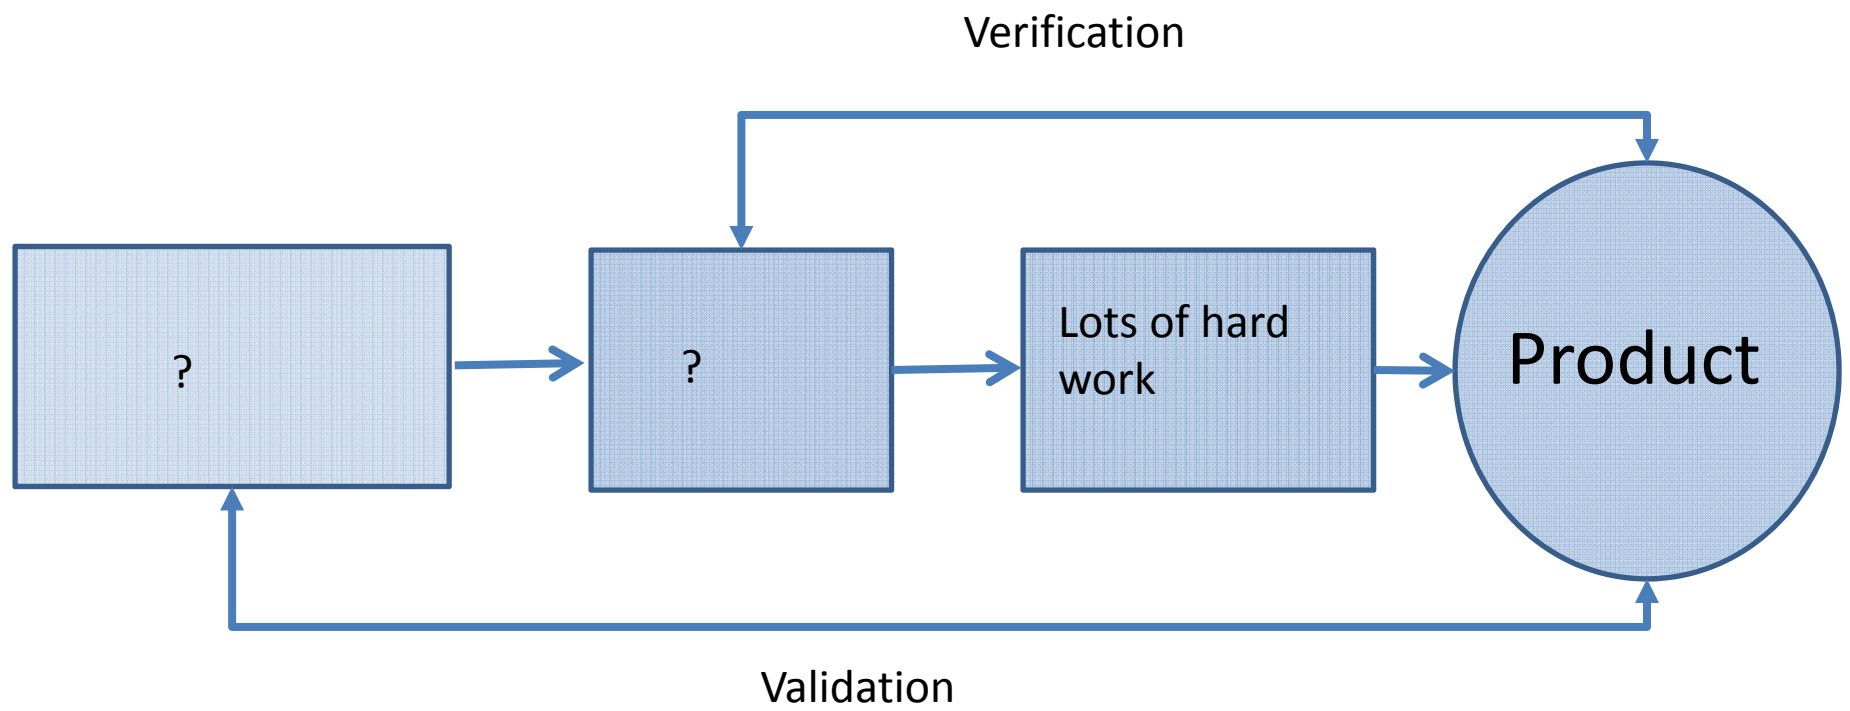 Verification
?
?
Lots of hard
work
Product
Validation